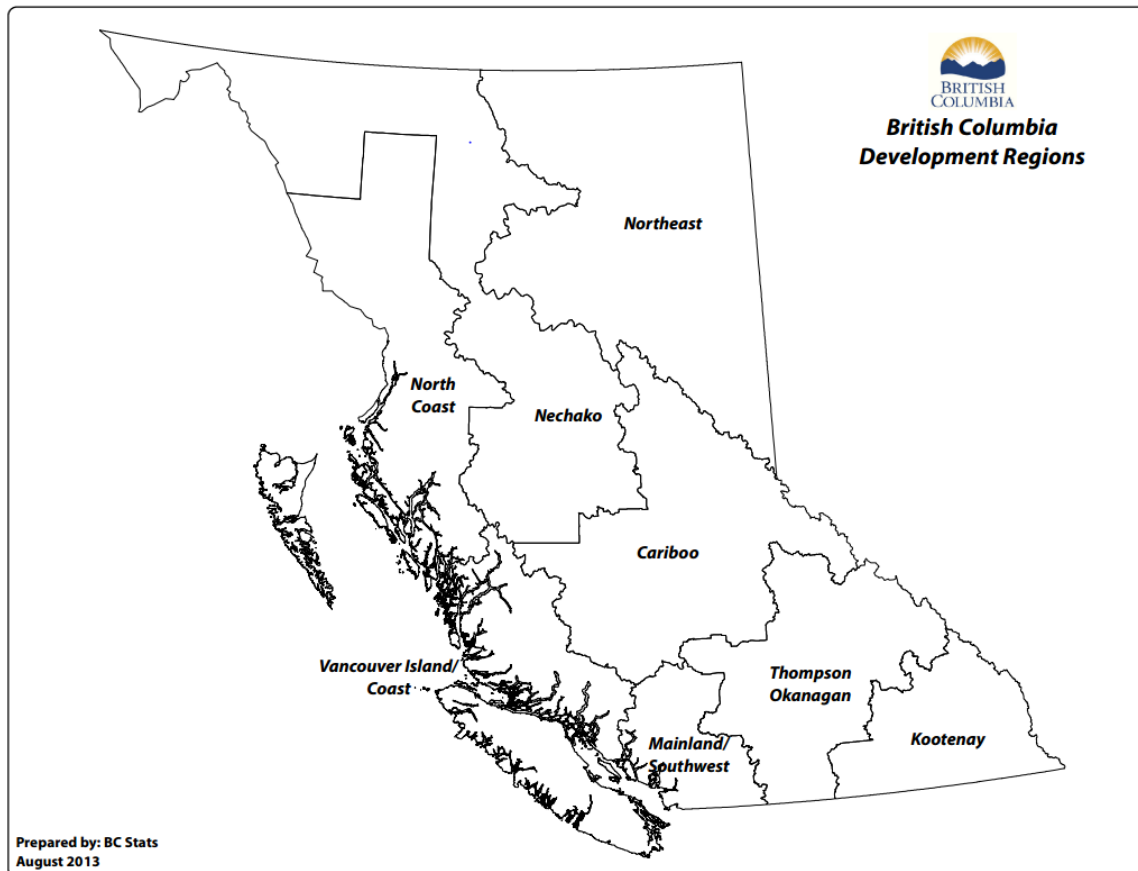 BRITISH
COLUMBIA
British Columbia
Development Regions
Northeast
North
Coast
Nechako
Cariboo
Vancouver Island/
Coast
Thompson
Okanagan
Mainland/
Southwest
Kootenay
Prepared by: BC Stats
August 2013